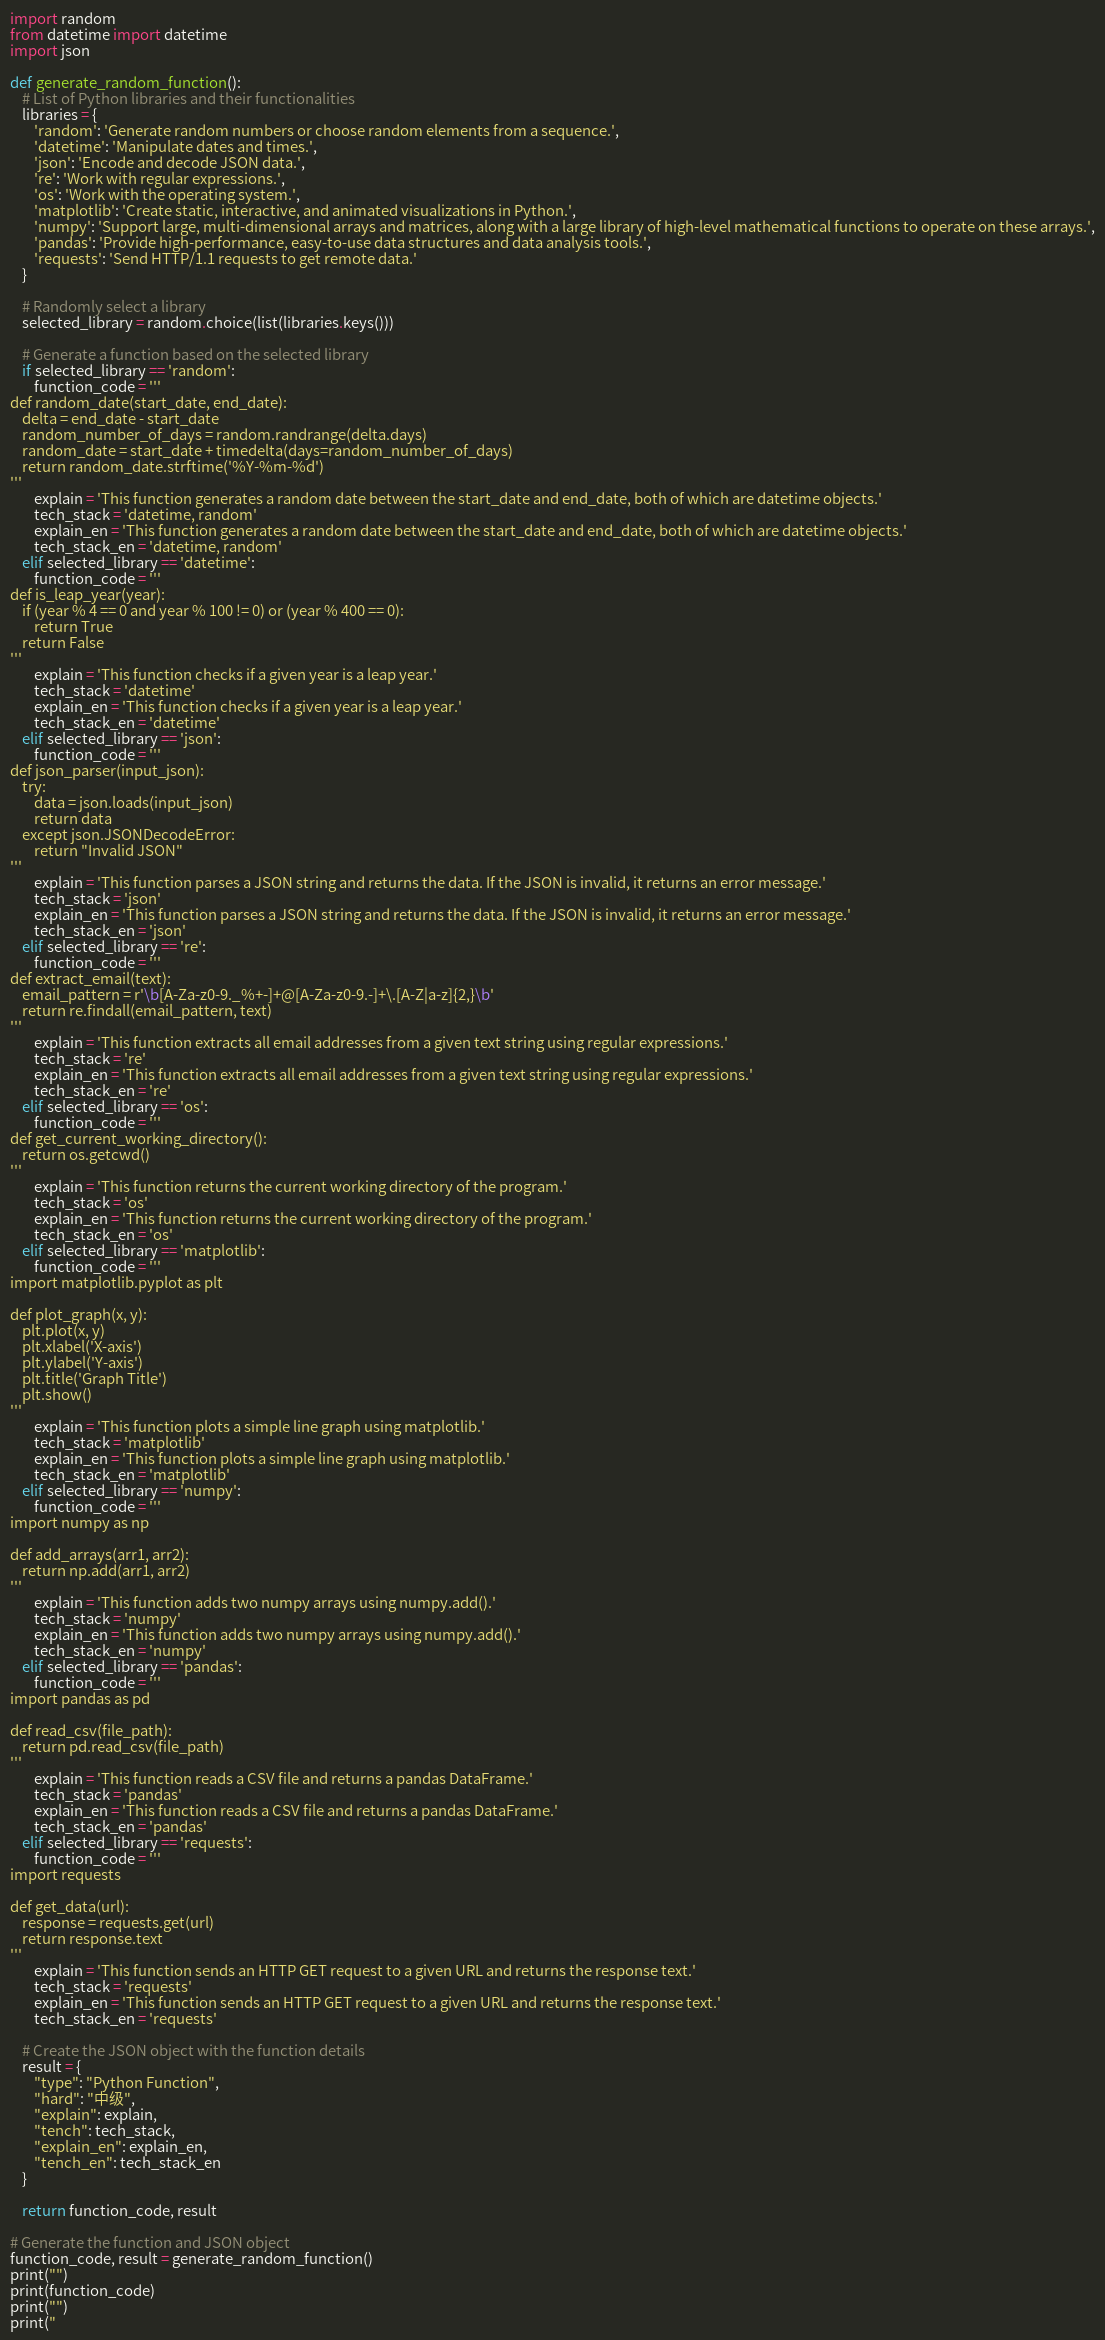 import random
from datetime import datetime
import json

def generate_random_function():
    # List of Python libraries and their functionalities
    libraries = {
        'random': 'Generate random numbers or choose random elements from a sequence.',
        'datetime': 'Manipulate dates and times.',
        'json': 'Encode and decode JSON data.',
        're': 'Work with regular expressions.',
        'os': 'Work with the operating system.',
        'matplotlib': 'Create static, interactive, and animated visualizations in Python.',
        'numpy': 'Support large, multi-dimensional arrays and matrices, along with a large library of high-level mathematical functions to operate on these arrays.',
        'pandas': 'Provide high-performance, easy-to-use data structures and data analysis tools.',
        'requests': 'Send HTTP/1.1 requests to get remote data.'
    }

    # Randomly select a library
    selected_library = random.choice(list(libraries.keys()))

    # Generate a function based on the selected library
    if selected_library == 'random':
        function_code = '''
def random_date(start_date, end_date):
    delta = end_date - start_date
    random_number_of_days = random.randrange(delta.days)
    random_date = start_date + timedelta(days=random_number_of_days)
    return random_date.strftime('%Y-%m-%d')
'''
        explain = 'This function generates a random date between the start_date and end_date, both of which are datetime objects.'
        tech_stack = 'datetime, random'
        explain_en = 'This function generates a random date between the start_date and end_date, both of which are datetime objects.'
        tech_stack_en = 'datetime, random'
    elif selected_library == 'datetime':
        function_code = '''
def is_leap_year(year):
    if (year % 4 == 0 and year % 100 != 0) or (year % 400 == 0):
        return True
    return False
'''
        explain = 'This function checks if a given year is a leap year.'
        tech_stack = 'datetime'
        explain_en = 'This function checks if a given year is a leap year.'
        tech_stack_en = 'datetime'
    elif selected_library == 'json':
        function_code = '''
def json_parser(input_json):
    try:
        data = json.loads(input_json)
        return data
    except json.JSONDecodeError:
        return "Invalid JSON"
'''
        explain = 'This function parses a JSON string and returns the data. If the JSON is invalid, it returns an error message.'
        tech_stack = 'json'
        explain_en = 'This function parses a JSON string and returns the data. If the JSON is invalid, it returns an error message.'
        tech_stack_en = 'json'
    elif selected_library == 're':
        function_code = '''
def extract_email(text):
    email_pattern = r'\b[A-Za-z0-9._%+-]+@[A-Za-z0-9.-]+\.[A-Z|a-z]{2,}\b'
    return re.findall(email_pattern, text)
'''
        explain = 'This function extracts all email addresses from a given text string using regular expressions.'
        tech_stack = 're'
        explain_en = 'This function extracts all email addresses from a given text string using regular expressions.'
        tech_stack_en = 're'
    elif selected_library == 'os':
        function_code = '''
def get_current_working_directory():
    return os.getcwd()
'''
        explain = 'This function returns the current working directory of the program.'
        tech_stack = 'os'
        explain_en = 'This function returns the current working directory of the program.'
        tech_stack_en = 'os'
    elif selected_library == 'matplotlib':
        function_code = '''
import matplotlib.pyplot as plt

def plot_graph(x, y):
    plt.plot(x, y)
    plt.xlabel('X-axis')
    plt.ylabel('Y-axis')
    plt.title('Graph Title')
    plt.show()
'''
        explain = 'This function plots a simple line graph using matplotlib.'
        tech_stack = 'matplotlib'
        explain_en = 'This function plots a simple line graph using matplotlib.'
        tech_stack_en = 'matplotlib'
    elif selected_library == 'numpy':
        function_code = '''
import numpy as np

def add_arrays(arr1, arr2):
    return np.add(arr1, arr2)
'''
        explain = 'This function adds two numpy arrays using numpy.add().'
        tech_stack = 'numpy'
        explain_en = 'This function adds two numpy arrays using numpy.add().'
        tech_stack_en = 'numpy'
    elif selected_library == 'pandas':
        function_code = '''
import pandas as pd

def read_csv(file_path):
    return pd.read_csv(file_path)
'''
        explain = 'This function reads a CSV file and returns a pandas DataFrame.'
        tech_stack = 'pandas'
        explain_en = 'This function reads a CSV file and returns a pandas DataFrame.'
        tech_stack_en = 'pandas'
    elif selected_library == 'requests':
        function_code = '''
import requests

def get_data(url):
    response = requests.get(url)
    return response.text
'''
        explain = 'This function sends an HTTP GET request to a given URL and returns the response text.'
        tech_stack = 'requests'
        explain_en = 'This function sends an HTTP GET request to a given URL and returns the response text.'
        tech_stack_en = 'requests'

    # Create the JSON object with the function details
    result = {
        "type": "Python Function",
        "hard": "中级",
        "explain": explain,
        "tench": tech_stack,
        "explain_en": explain_en,
        "tench_en": tech_stack_en
    }

    return function_code, result

# Generate the function and JSON object
function_code, result = generate_random_function()
print("")
print(function_code)
print("")
print("